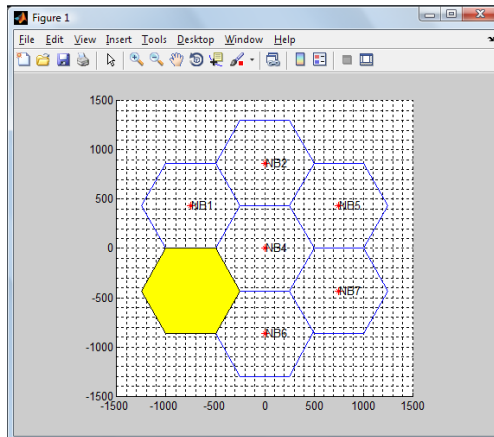 Figure 1
File Edit View Insert Tools Desktop Window Help
1500
1000
500
0
-500
-1000
-1500
-1500 -1000 -500 0 500 1000 1500
NB2
NB1
NB5
NB4
NB7
NB6